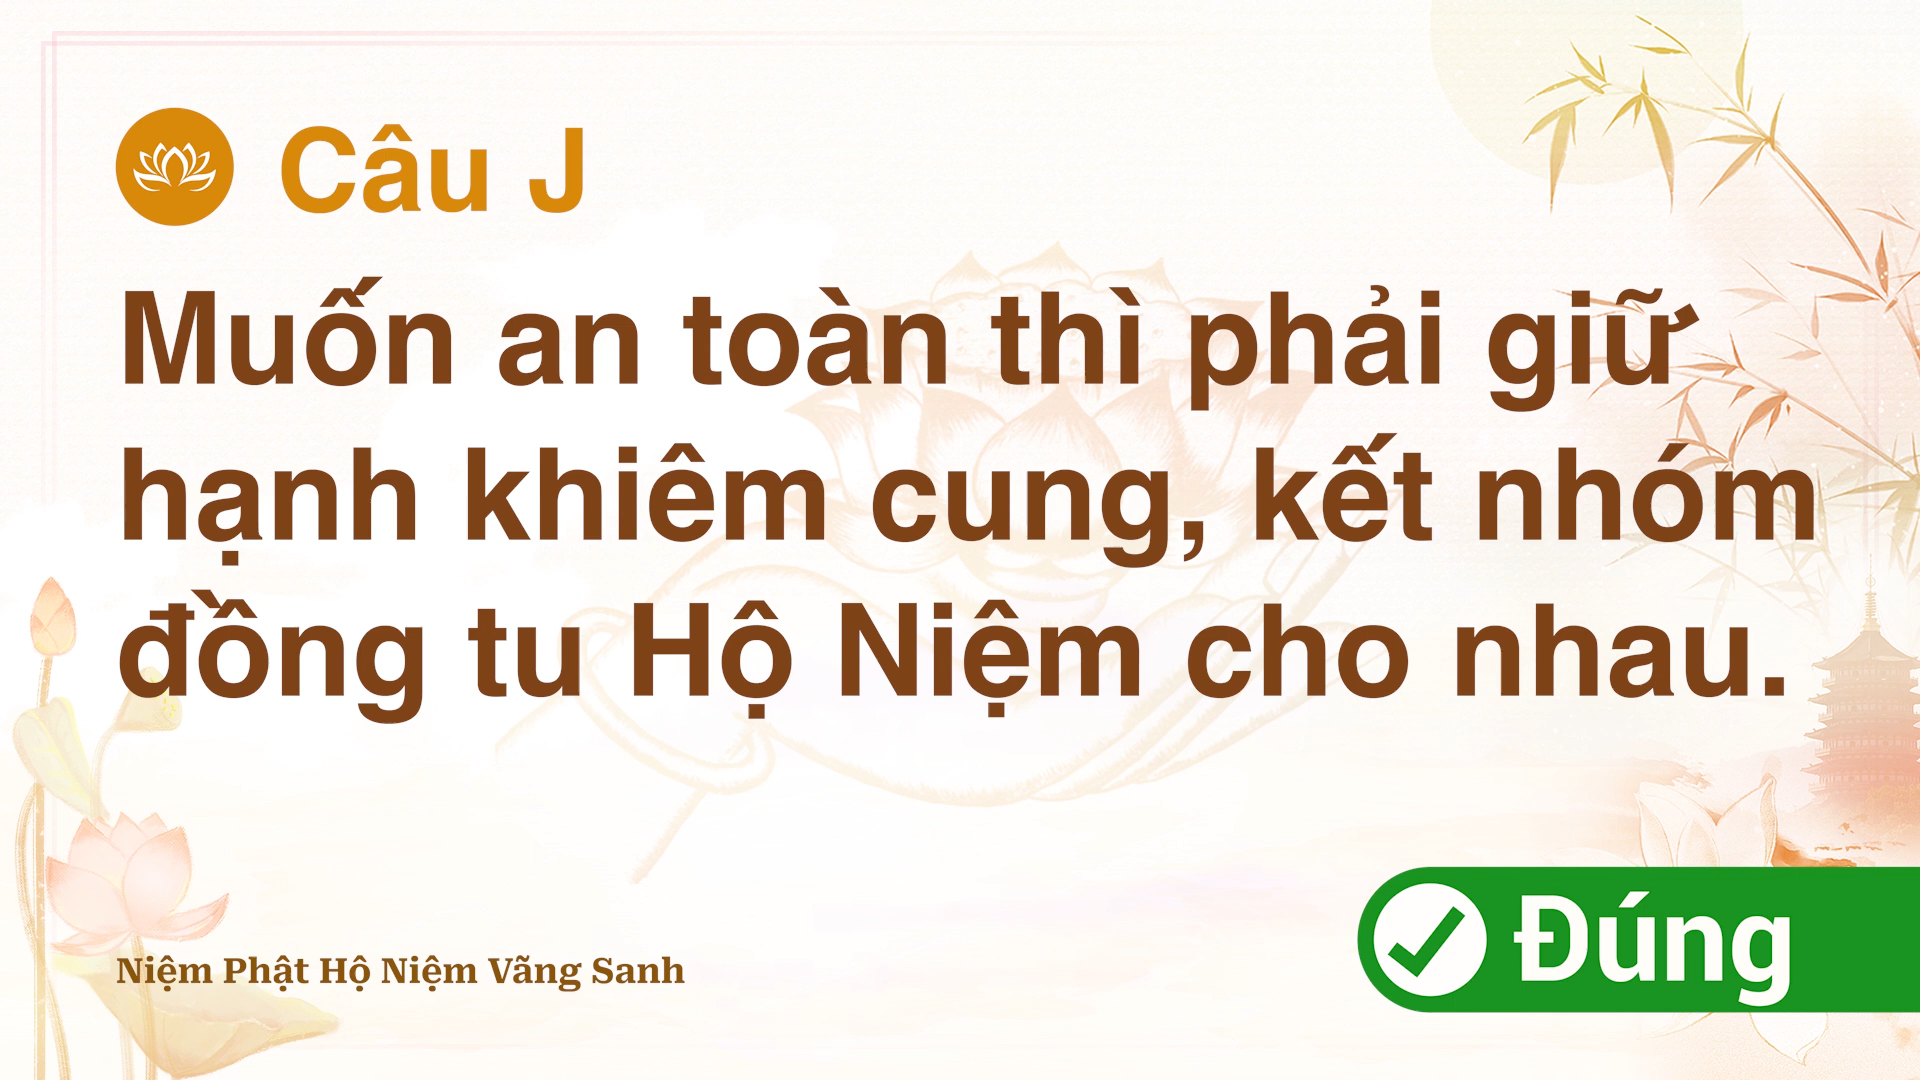 Câu J
Muốn an toàn thì phải giữ
hạnh khiêm cung, kết nhóm
đồng tu Hộ Niệm cho nhau.
Đúng
Niệm Phật Hộ Niệm Vãng Sanh